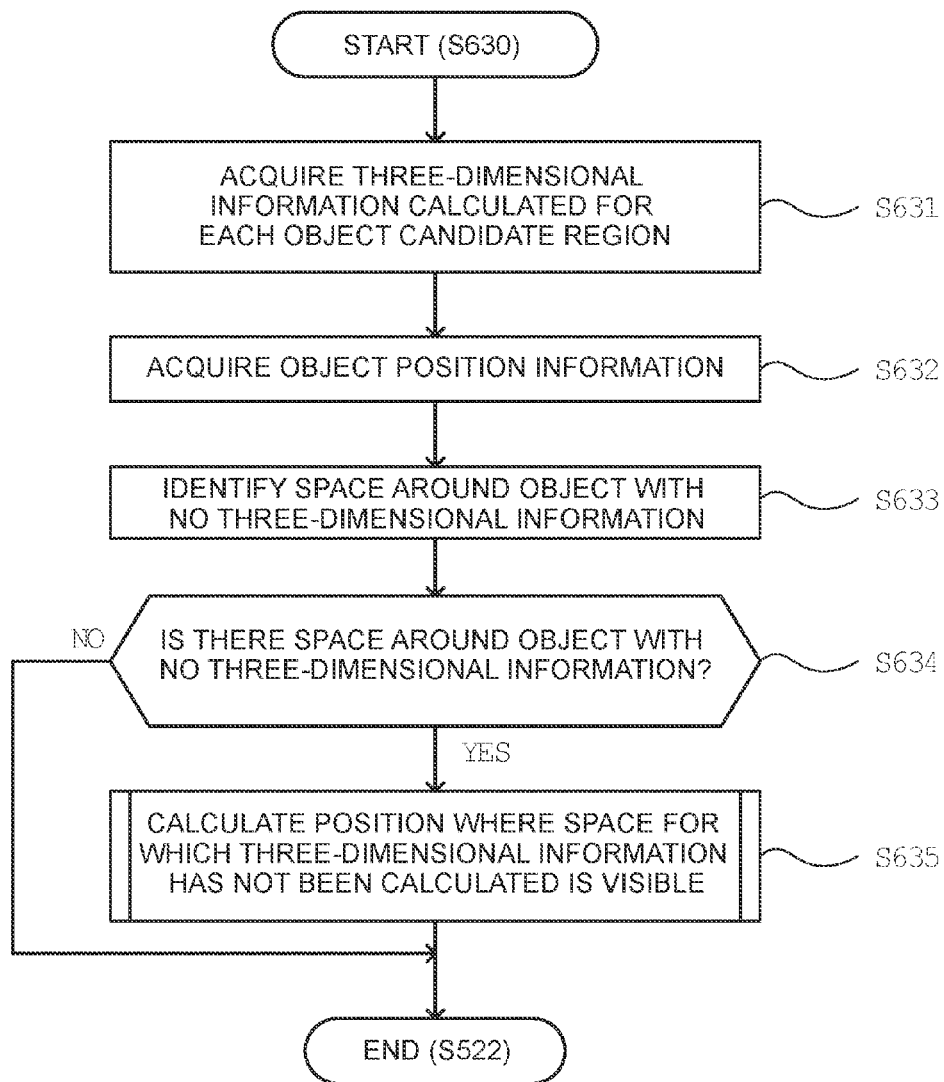 START (S630)
ACQUIRE THREE-DIMENSIONAL
INFORMATION CALCULATED FOR
EACH OBJECT CANDIDATE REGION
S631
ACQUIRE OBJECT POSITION INFORMATION
S632
IDENTIFY SPACE AROUND OBJECT WITH
NO THREE-DIMENSIONAL INFORMATION
S633
NO
IS THERE SPACE AROUND OBJECT WITH
NO THREE-DIMENSIONAL INFORMATION?
S634
YES
CALCULATE POSITION WHERE SPACE FOR
WHICH THREE-DIMENSIONAL INFORMATION
HAS NOT BEEN CALCULATED IS VISIBLE
S635
END (S522)